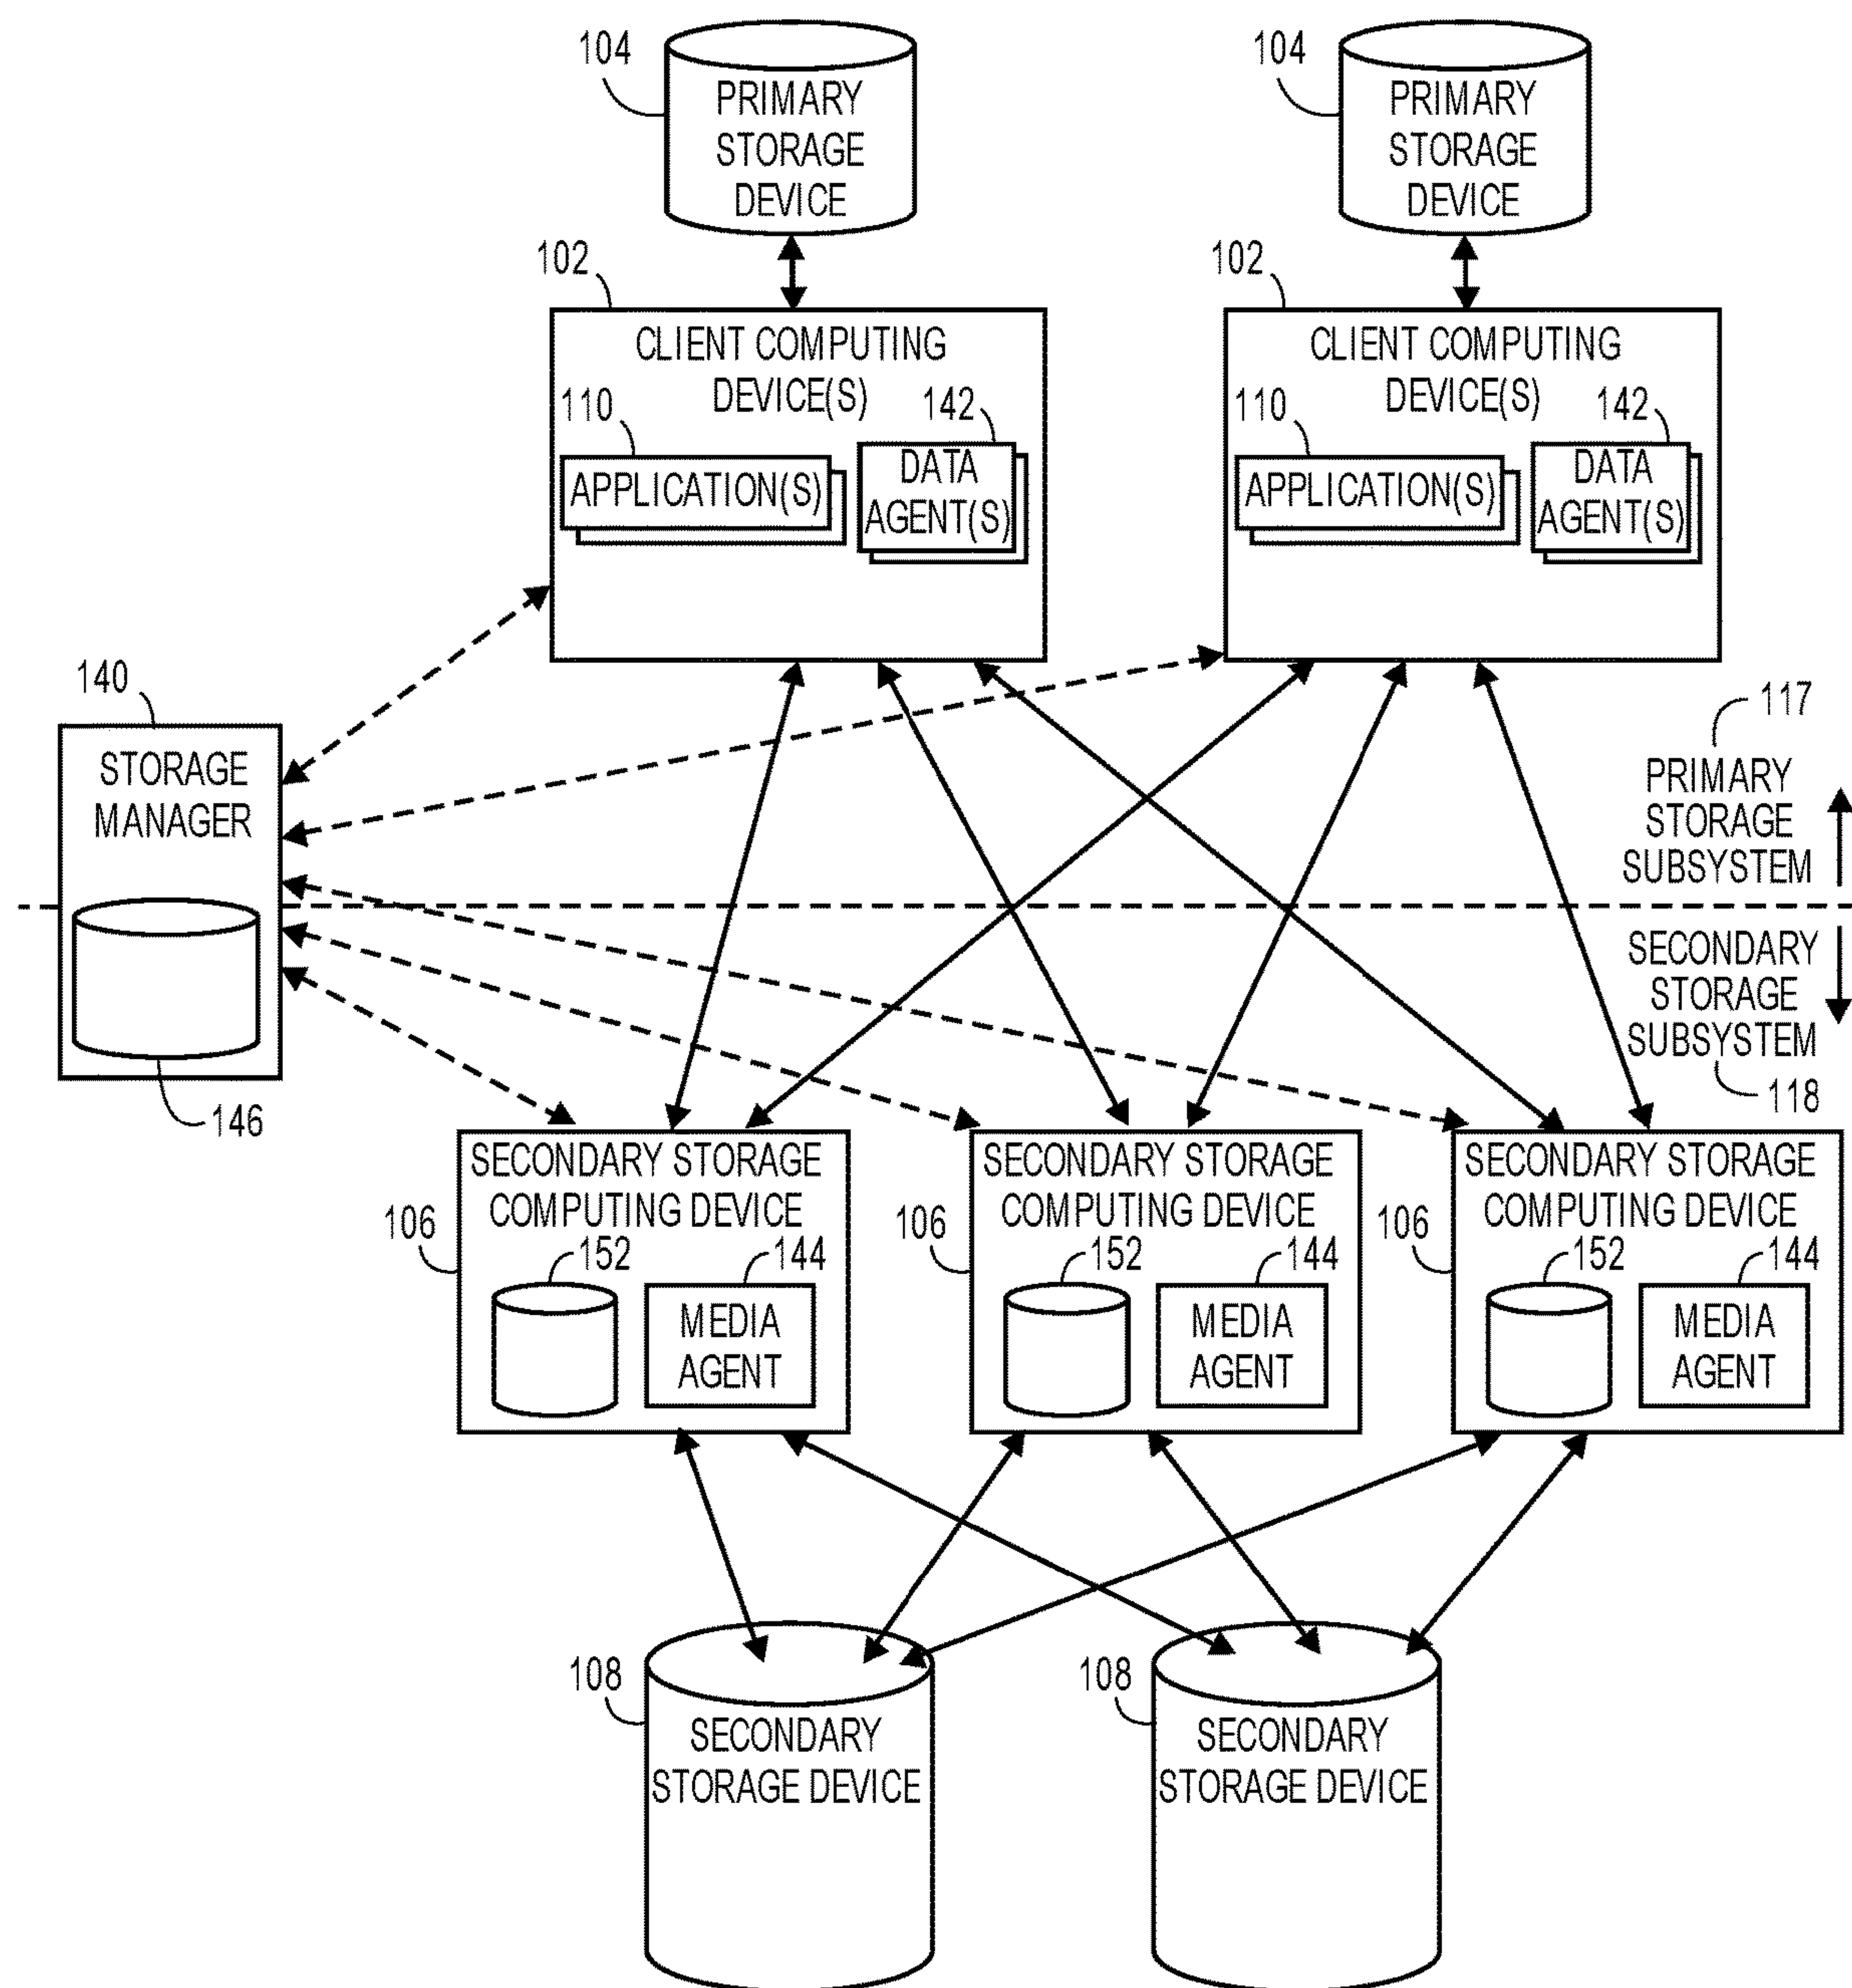 104
PRIMARY
STORAGE
DEVICE
104
PRIMARY
STORAGE
DEVICE
102
CLIENT COMPUTING
DEVICE(S)
110
142
APPLICATION(S)
DATA
AGENT(S)
102
CLIENT COMPUTING
DEVICE(S)
110
142
APPLICATION(S)
DATA
AGENT(S)
140
STORAGE
MANAGER
146
117
PRIMARY
STORAGE
SUBSYSTEM
SECONDARY
STORAGE
SUBSYSTEM
118
SECONDARY STORAGE
COMPUTING DEVICE
106
152
144
MEDIA
AGENT
SECONDARY STORAGE
COMPUTING DEVICE
106
152
144
MEDIA
AGENT
SECONDARY STORAGE
COMPUTING DEVICE
106
152
144
MEDIA
AGENT
108
SECONDARY
STORAGE DEVICE
108
SECONDARY
STORAGE DEVICE